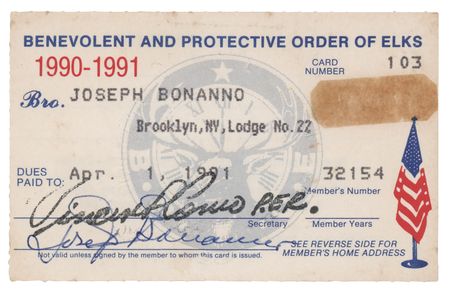 BENEVOLENT AND PROTECTIVE ORDER OF ELKS
1990-1991
CARD NUMBER 103
Bro. JOSEPH BONANNO
Brooklyn,NY,Lodge No.22
DUES PAID TO: Apr. 1, 1991
32154
Member's Number
P.E.R.
Secretary Member Years
Joseph Bonanno
Not valid unless signed by the member to whom this card is issued.
SEE REVERSE SIDE FOR
MEMBER'S HOME ADDRESS